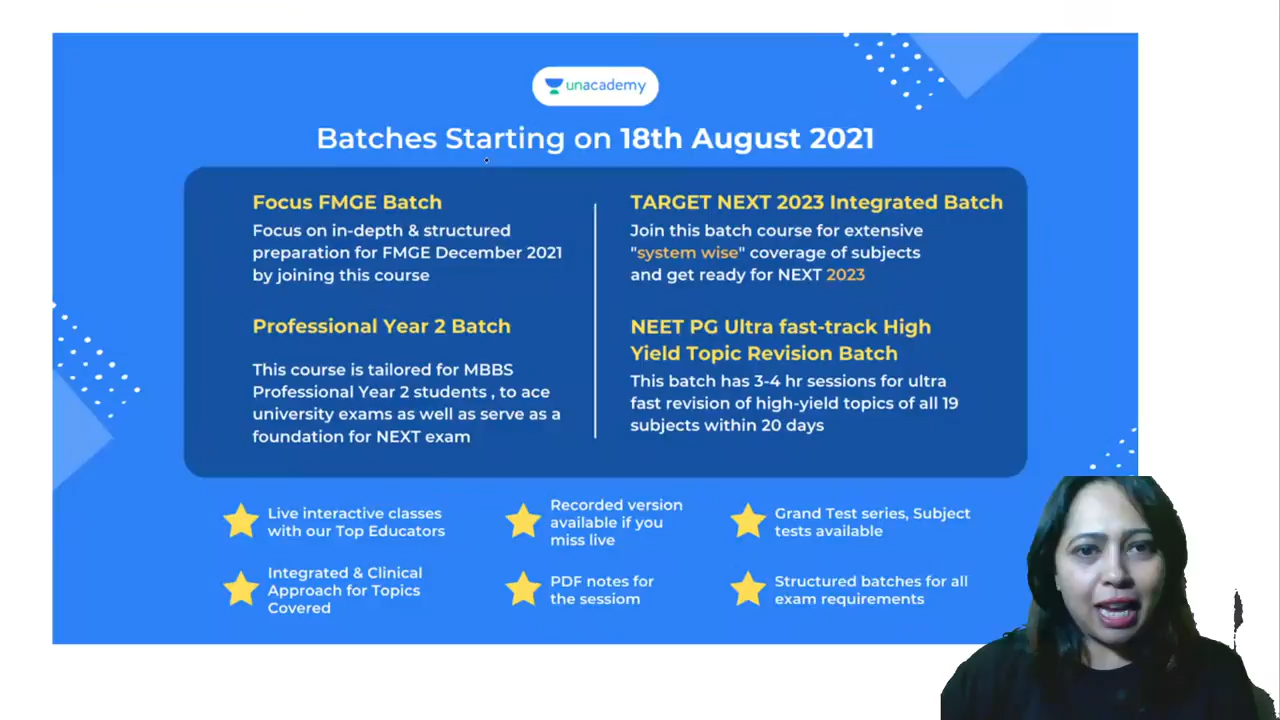 unacademy
Batches Starting on 18th August 2021
Focus FMGE Batch
Focus on in-depth & structured
preparation for FMGE December 2021
by joining this course
Professional Year 2 Batch
This course is tailored for MBBS
Professional Year 2 students , to ace
university exams as well as serve as a
foundation for NEXT exam
TARGET NEXT 2023 Integrated Batch
Join this batch course for extensive
"system wise" coverage of subjects
and get ready for NEXT 2023
NEET PG Ultra fast-track High
Yield Topic Revision Batch
This batch has 3-4 hr sessions for ultra
fast revision of high-yield topics of all 19
subjects within 20 days
Live interactive classes
with our Top Educators
Recorded version
available if you
miss live
Grand Test series, Subject
tests available
Integrated & Clinical
Approach for Topics
Covered
PDF notes for
the sessiom
Structured batches for all
exam requirements